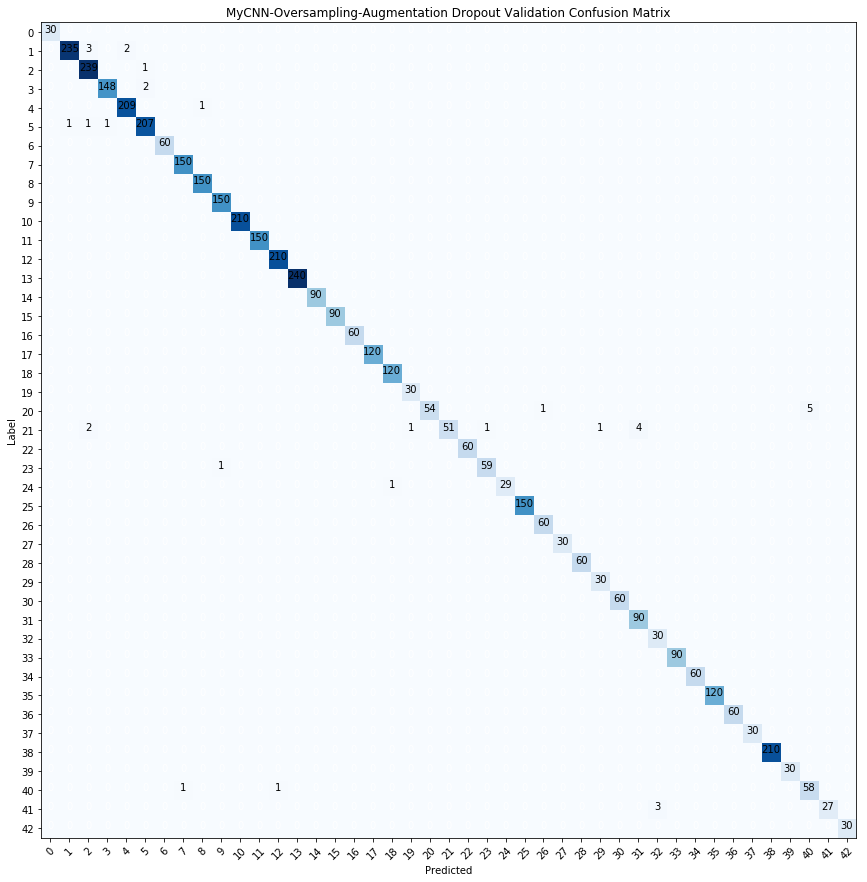 MyCNN-Oversampling-Augmentation Dropout Validation Confusion Matrix
0 30
1 235 3 2
2 239 1
3 148 2
4 209 1
5 1 1 1 207
6 60
7 150
8 150
9 150
10 210
11 150
12 210
13 240
14 90
15 90
16 60
17 120
18 120
19 30
20 54 1 5
21 2 1 51 1 1 4
22 60
23 1 59
24 1 29
25 150
26 60
27 30
28 60
29 30
30 60
31 90
32 30
33 90
34 60
35 120
36 60
37 30
38 210
39 30
40 1 1 58
41 3 27
42 30
Label
0 1 2 3 4 5 6 7 8 9 10 11 12 13 14 15 16 17 18 19 20 21 22 23 24 25 26 27 28 29 30 31 32 33 34 35 36 37 38 39 40 41 42
Predicted